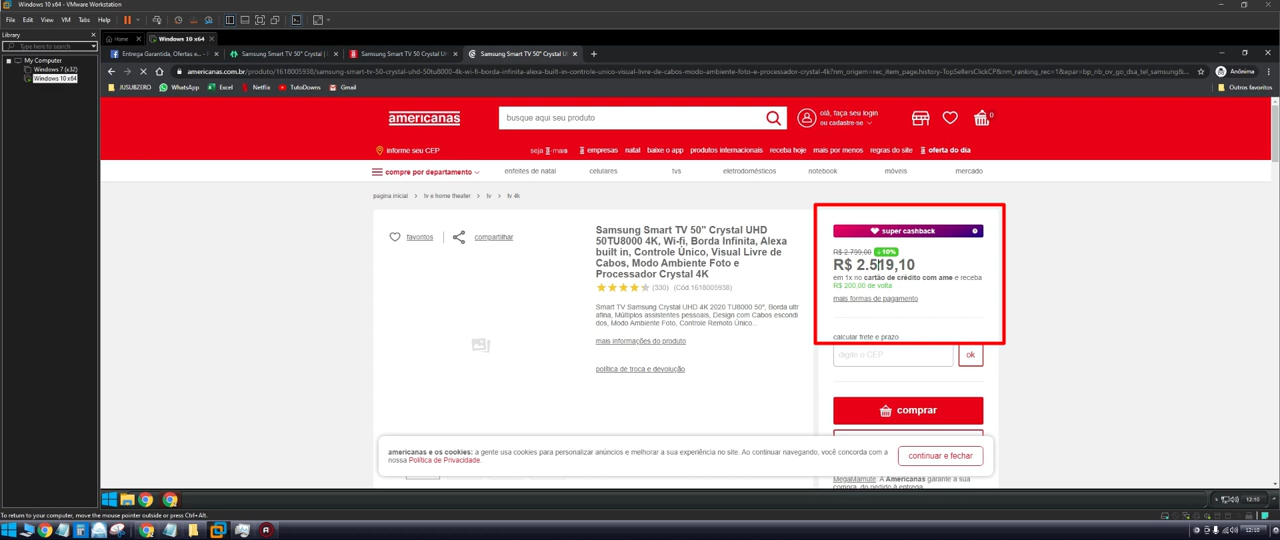 Windows 10 x64 - VMware Workstation
File Edit View VM Tabs Help
Library
Type here to search
My Computer
Windows 7 (x32)
Windows 10 x64
Home
Windows 10 x64
Entrega Garantida, Ofertas e...
Samsung Smart TV 50" Crystal
Samsung Smart TV 50 Crystal Un
Samsung Smart TV 50" Crystal U
americanas.com.br/produto/1618005938/samsung-smart-tv-50-crystal-uhd-50tu8000-4k-wi-fi-borda-infinita-alexa-built-in-controle-unico-visual-livre-de-cabos-modo-ambiente-foto-e-processador-crystal-4k?nm_origem=rec_item_page.history-TopSellersClickCP&nm_ranking_rec=1&epar=bp_nb_ov_go_dsa_tel_samsung&...
Anônima
JUSUBZERO WhatsApp Excel Netflix TutoDowns Gmail
Outros favoritos
americanas
busque aqui seu produto
olá, faça seu login
ou cadastre-se
0
informe seu CEP
seja mais
empresas natal baixe o app produtos internacionais receba hoje mais por menos regras do site oferta do dia
compre por departamento
enfeites de natal celulares tvs eletrodomésticos notebook móveis mercado
pagina inicial > tv e home theater > tv > tv 4k
favoritos
compartilhar
Samsung Smart TV 50" Crystal UHD
50TU8000 4K, Wi-fi, Borda Infinita, Alexa
built in, Controle Único, Visual Livre de
Cabos, Modo Ambiente Foto e
Processador Crystal 4K
(330) (Cód.1618005938)
Smart TV Samsung Crystal UHD 4K 2020 TU8000 50", Borda ultr
afina, Múltiplos assistentes pessoais, Design com Cabos escondi
dos, Modo Ambiente Foto, Controle Remoto Único...
mais informações do produto
política de troca e devolução
super cashback
R$ 2.799,00 10%
R$ 2.519,10
em 1x no cartão de crédito com ame e receba
R$ 200,00 de volta
mais formas de pagamento
calcular frete e prazo
digite o CEP
ok
comprar
americanas e os cookies: a gente usa cookies para personalizar anúncios e melhorar a sua experiência no site. Ao continuar navegando, você concorda com a
nossa Política de Privacidade.
continuar e fechar
MegaMamute. A Americanas garante a sua
compra, do pedido à entrega.
12:10
To return to your computer, move the mouse pointer outside or press Ctrl+Alt.
12:10